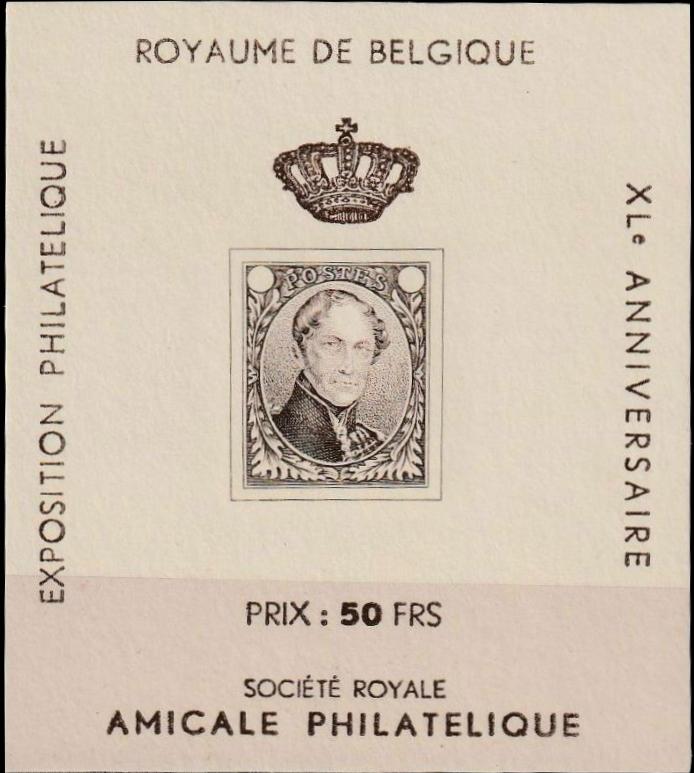 ROYAUME DE BELGIQUE
EXPOSITION PHILATELIQUE
XLe ANNIVERSAIRE
POSTES
PRIX : 50 FRS
SOCIÉTÉ ROYALE
AMICALE PHILATELIQUE